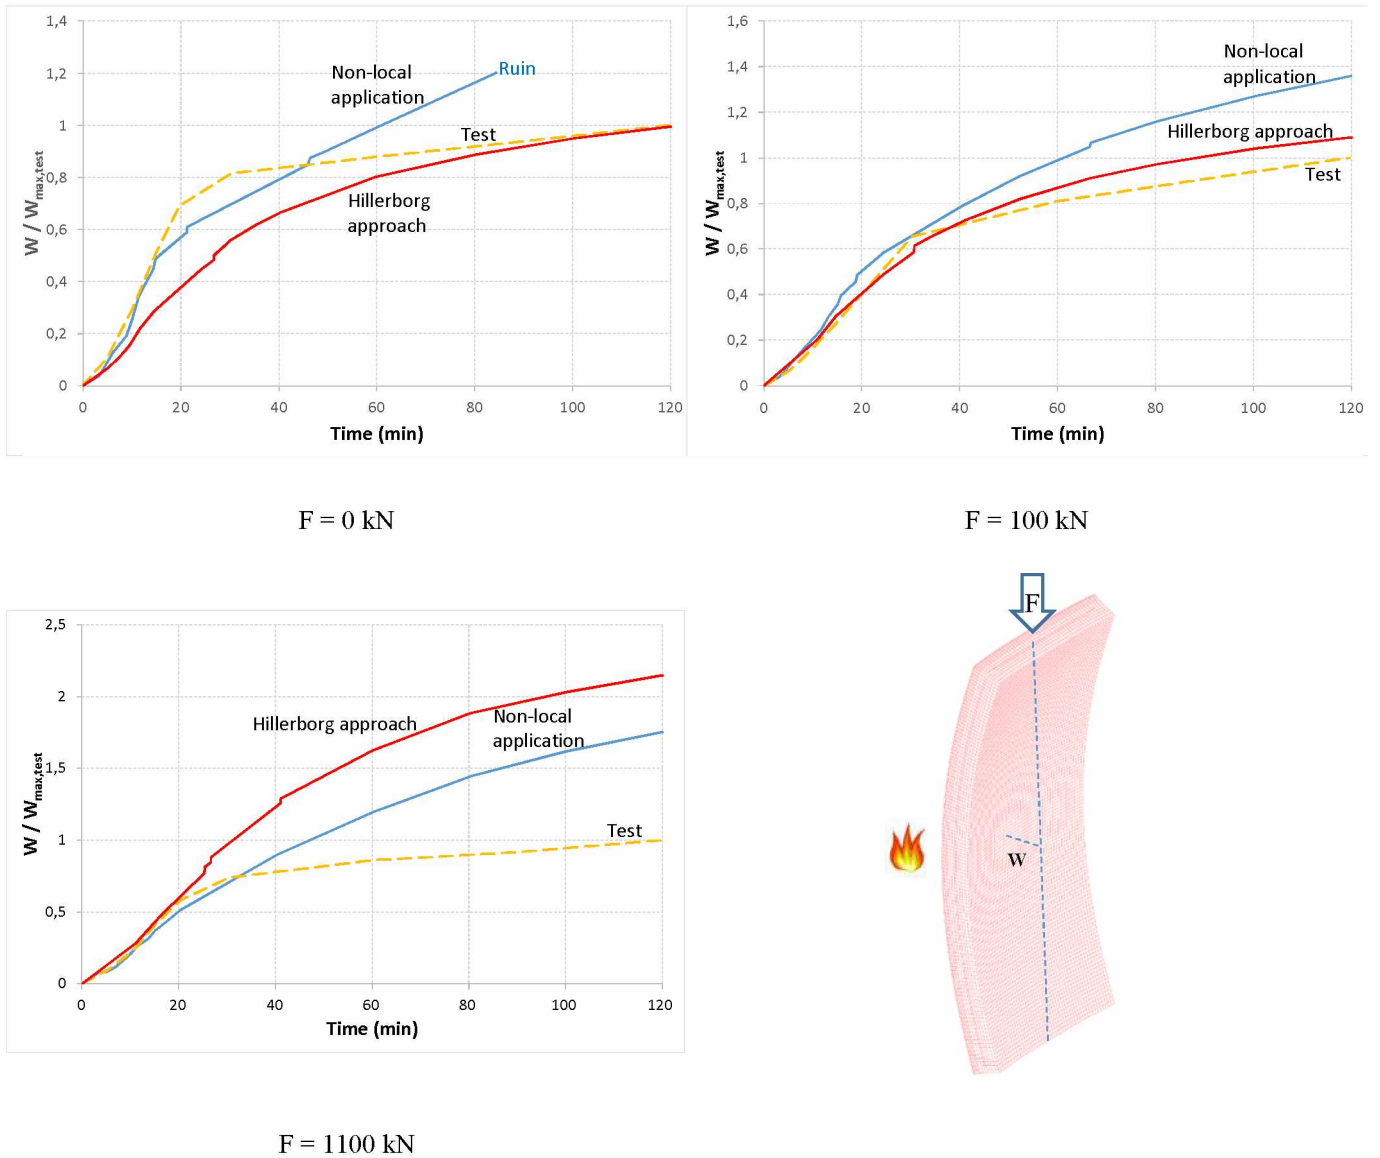 1,4
1,2
1
0,8
0,6
0,4
0,2
0
W / Wmax,test
Non-local
application
Ruin
Test
Hillerborg
approach
0 20 40 60 80 100 120
Time (min)
F = 0 kN
1,6
1,4
1,2
1
0,8
0,6
0,4
0,2
0
W / Wmax,test
Non-local
application
Hillerborg approach
Test
0 20 40 60 80 100 120
Time (min)
F = 100 kN
2,5
2
1,5
1
0,5
0
W / Wmax,test
Hillerborg approach
Non-local
application
Test
0 20 40 60 80 100 120
Time (min)
F = 1100 kN
F
w